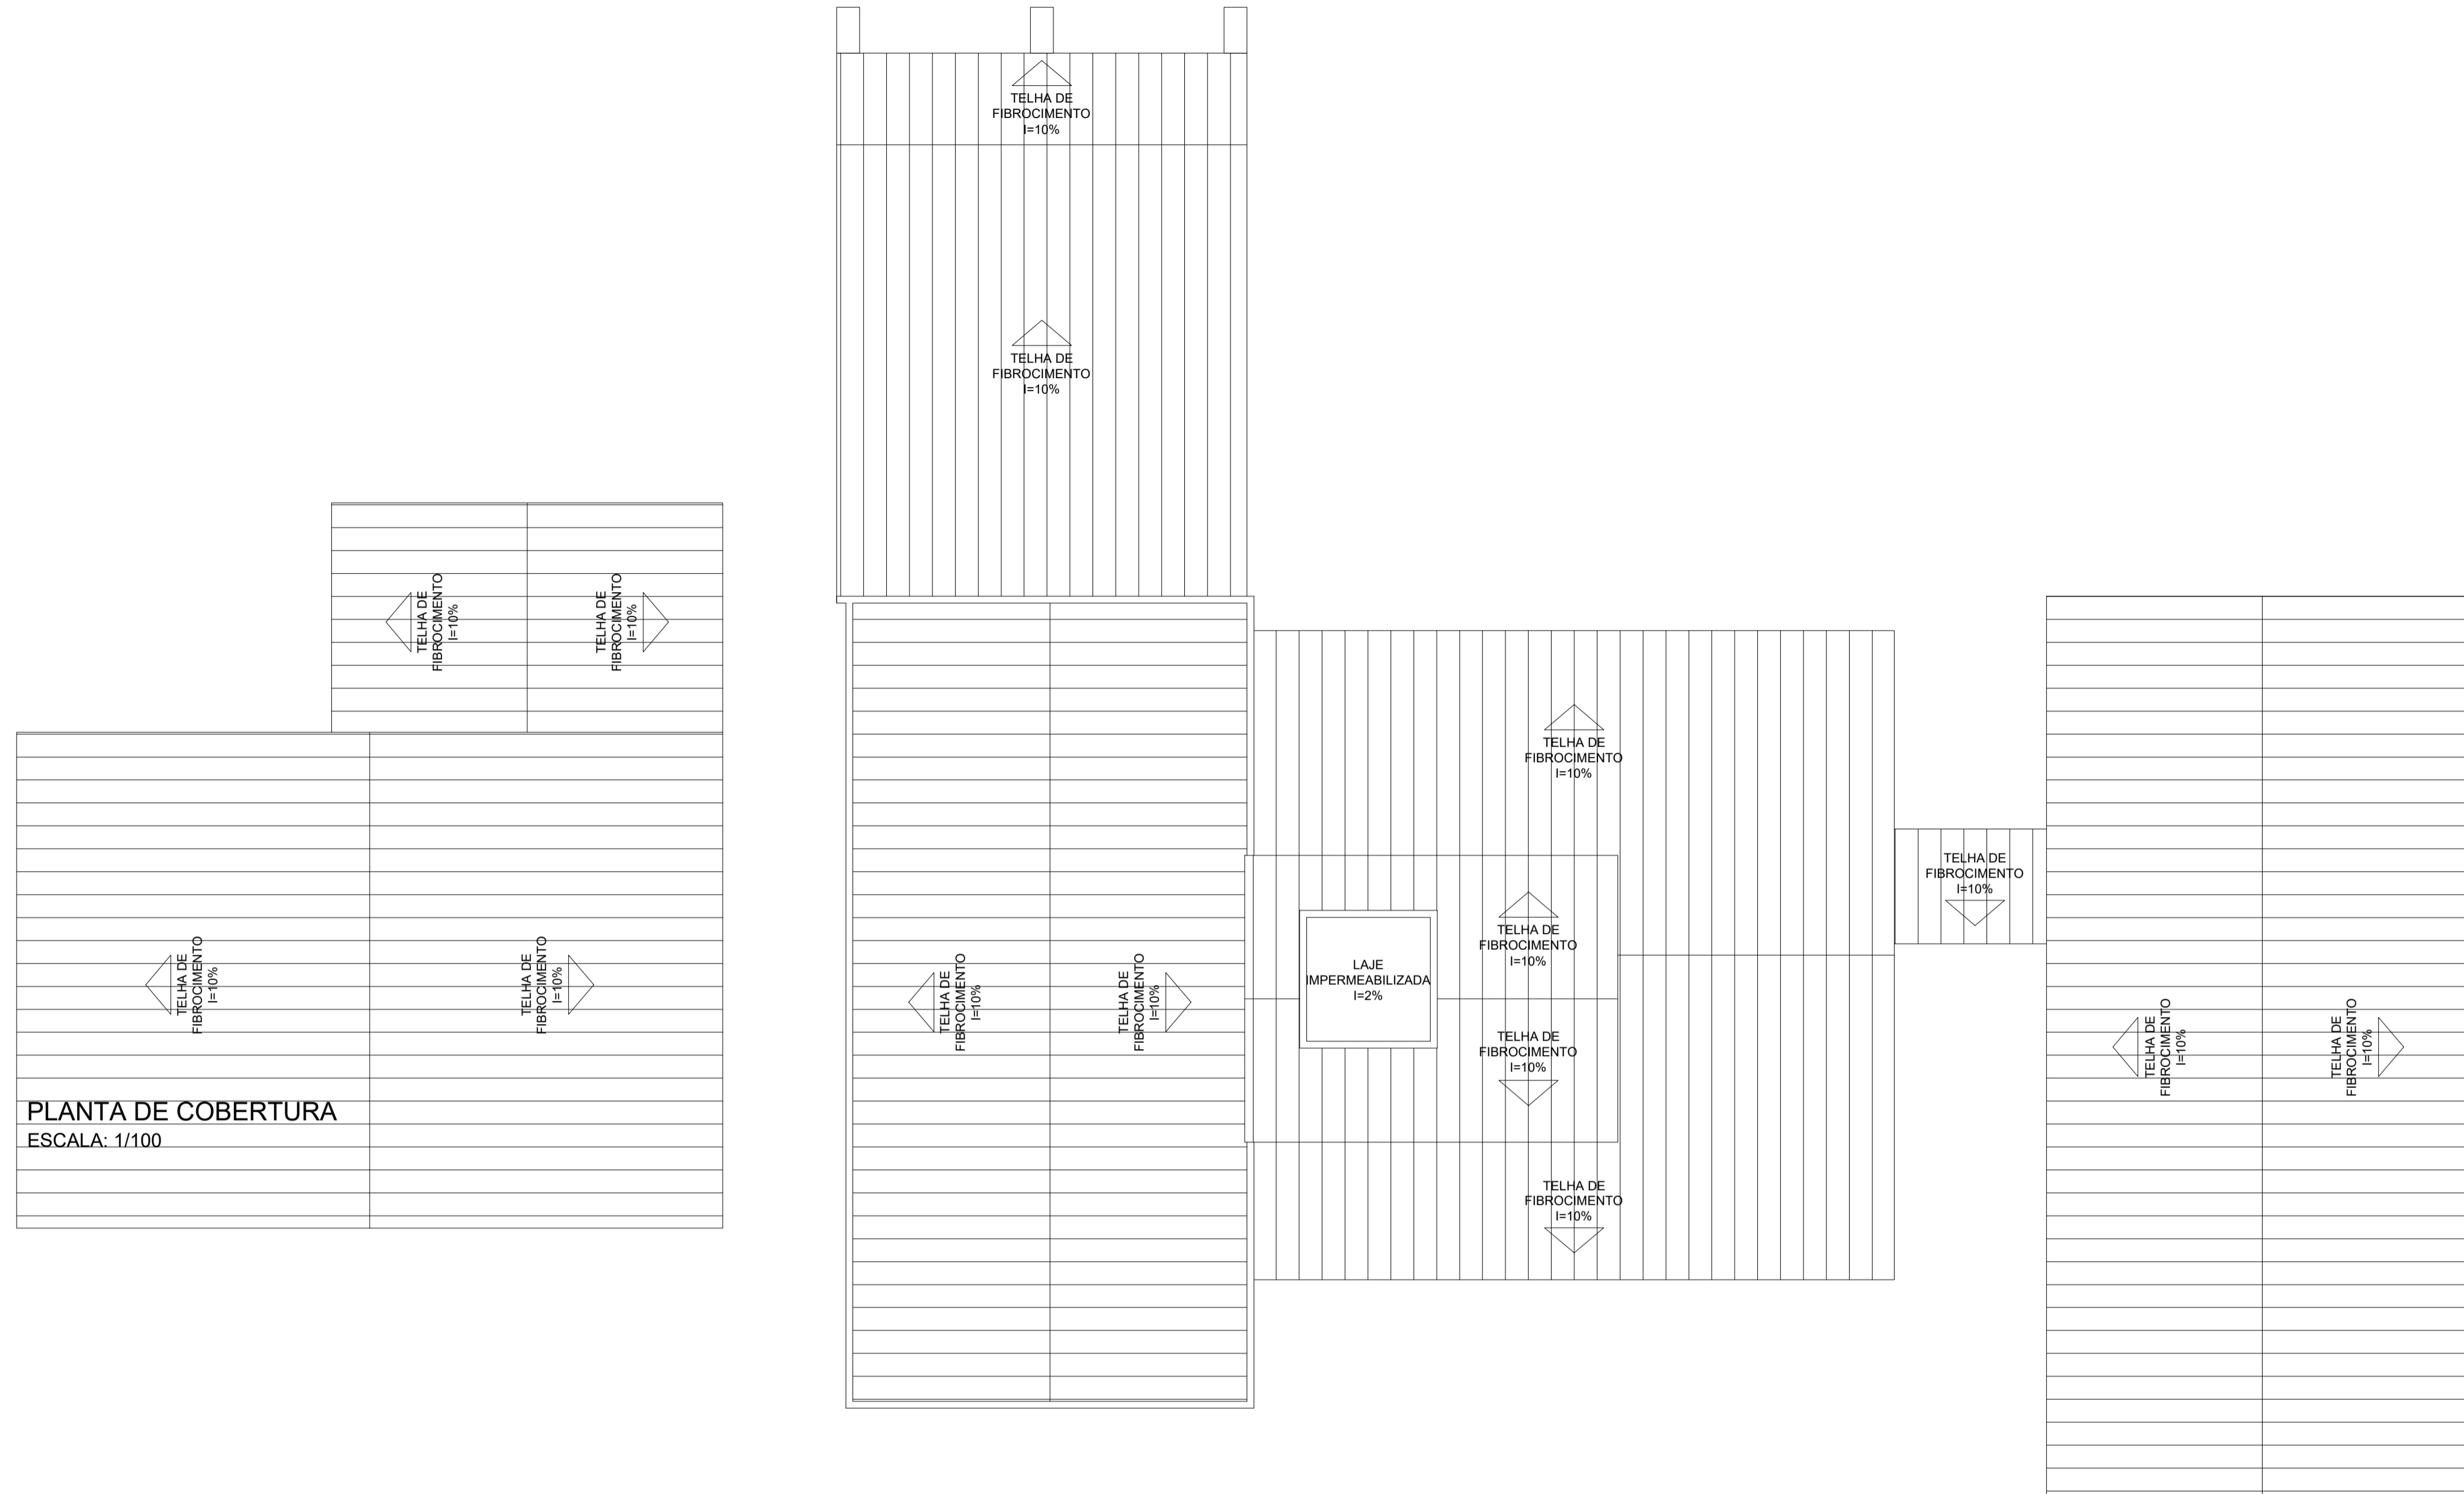 TELHA DE
FIBROCIMENTO
I=10%
TELHA DE
FIBROCIMENTO
I=10%
TELHA DE
FIBROCIMENTO
I=10%
TELHA DE
FIBROCIMENTO
I=10%
TELHA DE
FIBROCIMENTO
I=10%
TELHA DE
FIBROCIMENTO
I=10%
PLANTA DE COBERTURA
ESCALA: 1/100
TELHA DE
FIBROCIMENTO
I=10%
TELHA DE
FIBROCIMENTO
I=10%
TELHA DE
FIBROCIMENTO
I=10%
TELHA DE
FIBROCIMENTO
I=10%
LAJE
IMPERMEABILIZADA
I=2%
TELHA DE
FIBROCIMENTO
I=10%
TELHA DE
FIBROCIMENTO
I=10%
TELHA DE
FIBROCIMENTO
I=10%
TELHA DE
FIBROCIMENTO
I=10%
TELHA DE
FIBROCIMENTO
I=10%